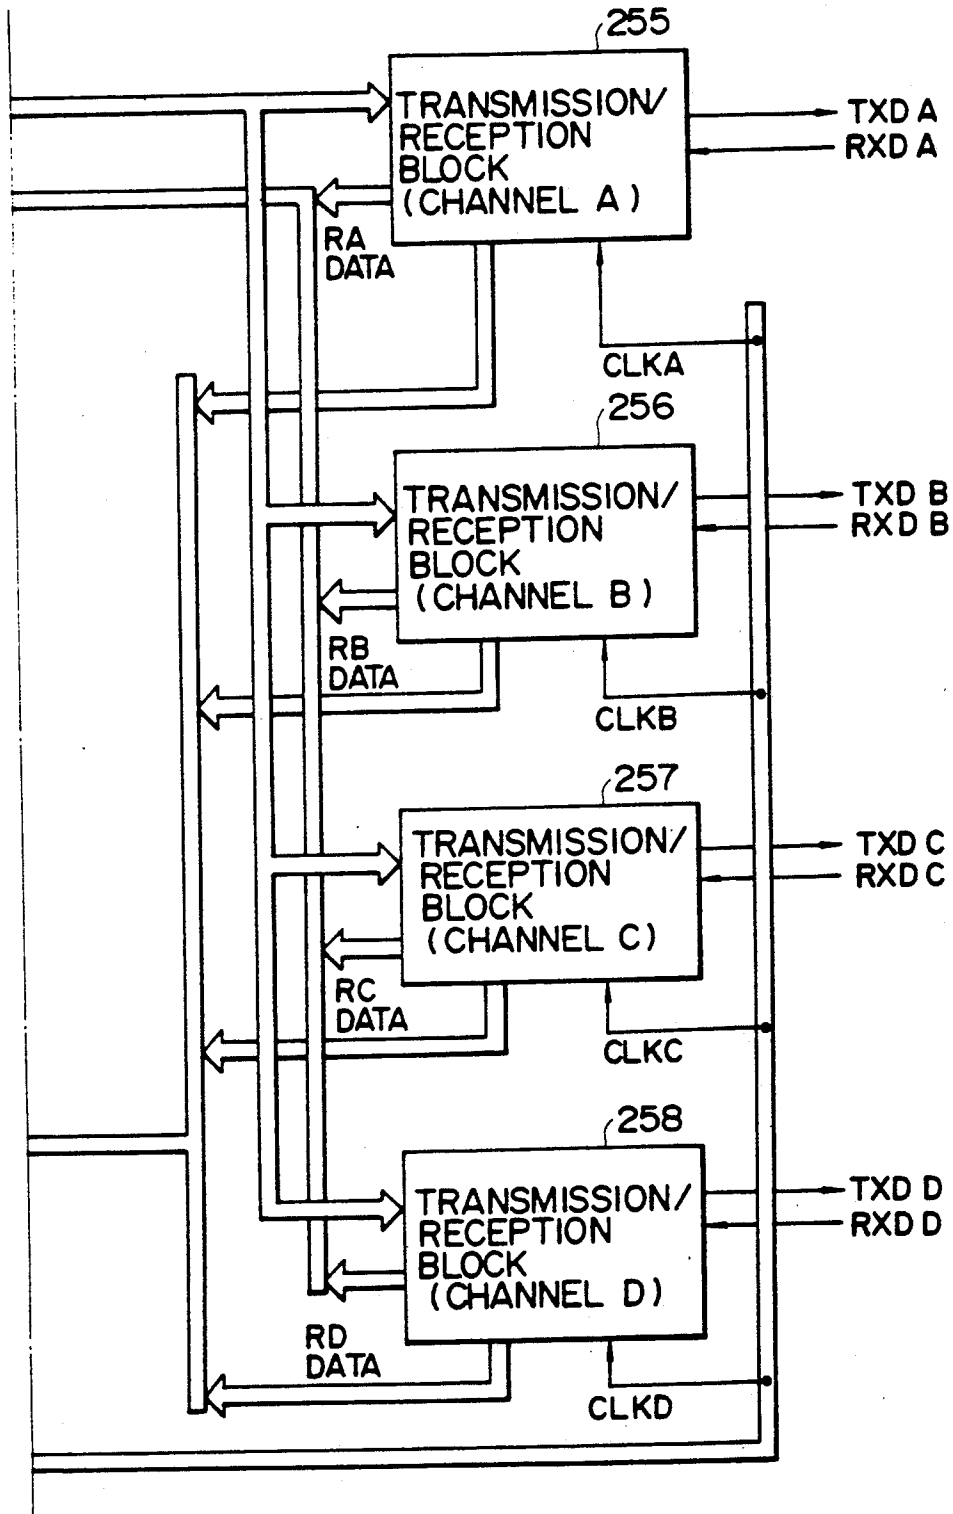 255
TRANSMISSION/
RECEPTION
BLOCK
(CHANNEL A)
TXD A
RXD A
RA
DATA
CLKA
256
TRANSMISSION/
RECEPTION
BLOCK
(CHANNEL B)
TXD B
RXD B
RB
DATA
CLKB
257
TRANSMISSION/
RECEPTION
BLOCK
(CHANNEL C)
TXD C
RXD C
RC
DATA
CLKC
258
TRANSMISSION/
RECEPTION
BLOCK
(CHANNEL D)
TXD D
RXD D
RD
DATA
CLKD